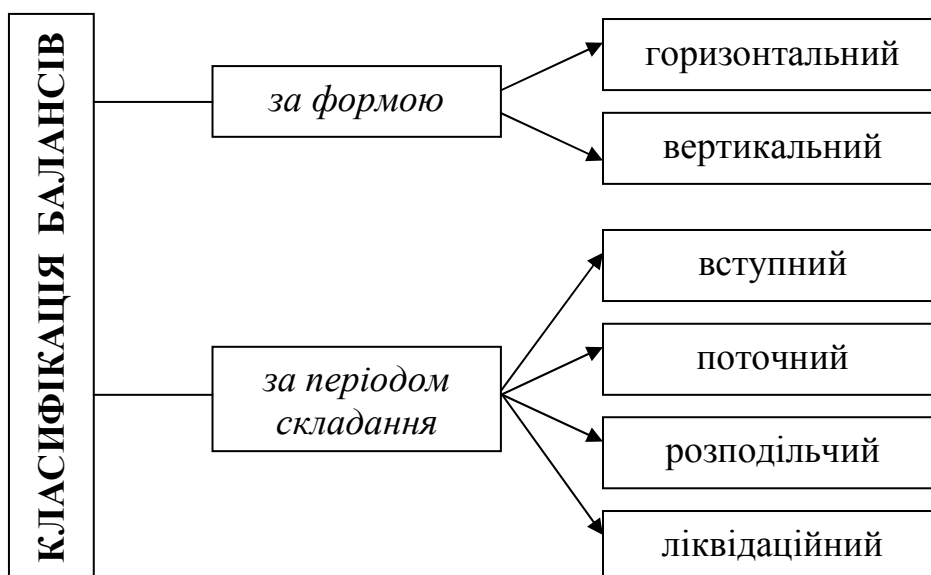 КЛАСИФІКАЦІЯ БАЛАНСІВ
за формою
горизонтальний
вертикальний
за періодом
складання
вступний
поточний
розподільчий
ліквідаційний